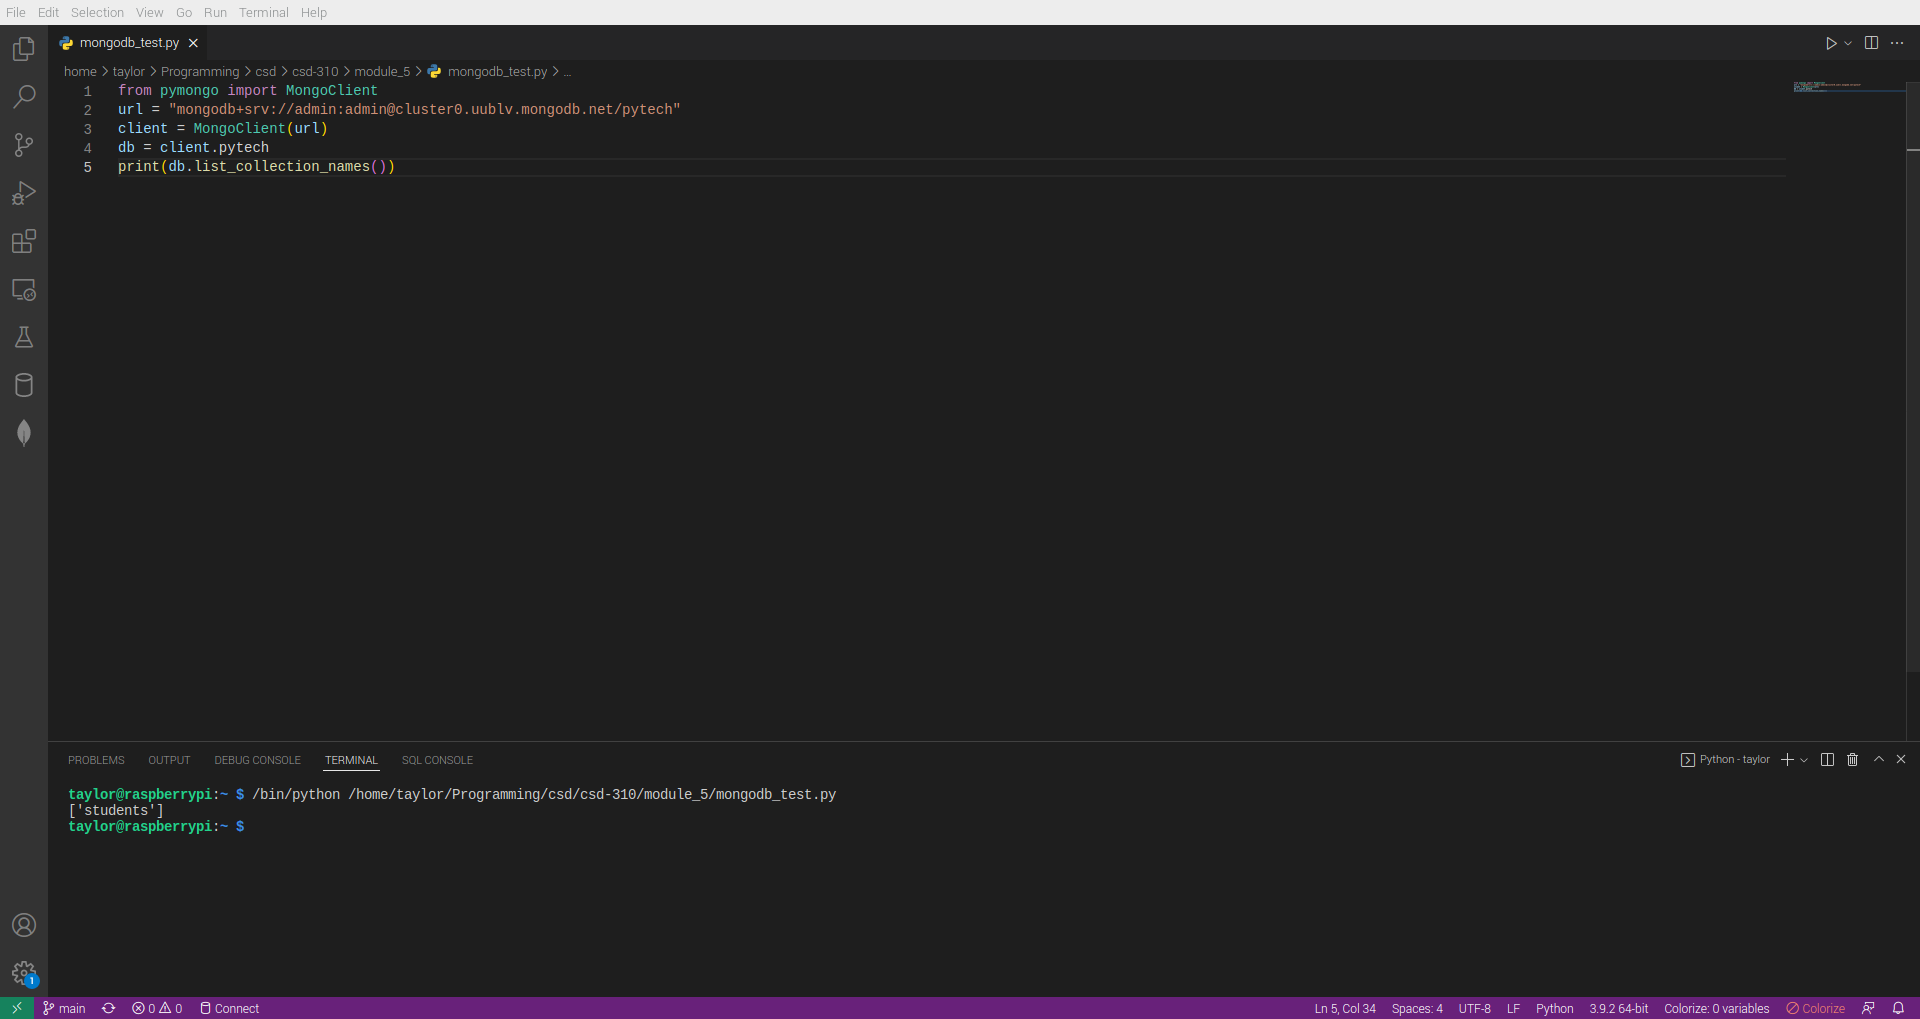 File Edit Selection View Go Run Terminal Help
mongodb_test.py
home > taylor > Programming > csd > csd-310 > module_5 > mongodb_test.py > ...
1 from pymongo import MongoClient
2 url = "mongodb+srv://admin:admin@cluster0.uublv.mongodb.net/pytech"
3 client = MongoClient(url)
4 db = client.pytech
5 print(db.list_collection_names())
PROBLEMS OUTPUT DEBUG CONSOLE TERMINAL SQL CONSOLE Python - taylor
taylor@raspberrypi:~ $ /bin/python /home/taylor/Programming/csd/csd-310/module_5/mongodb_test.py
['students']
taylor@raspberrypi:~ $
1
main 0 0 Connect Ln 5, Col 34 Spaces: 4 UTF-8 LF Python 3.9.2 64-bit Colorize: 0 variables Colorize